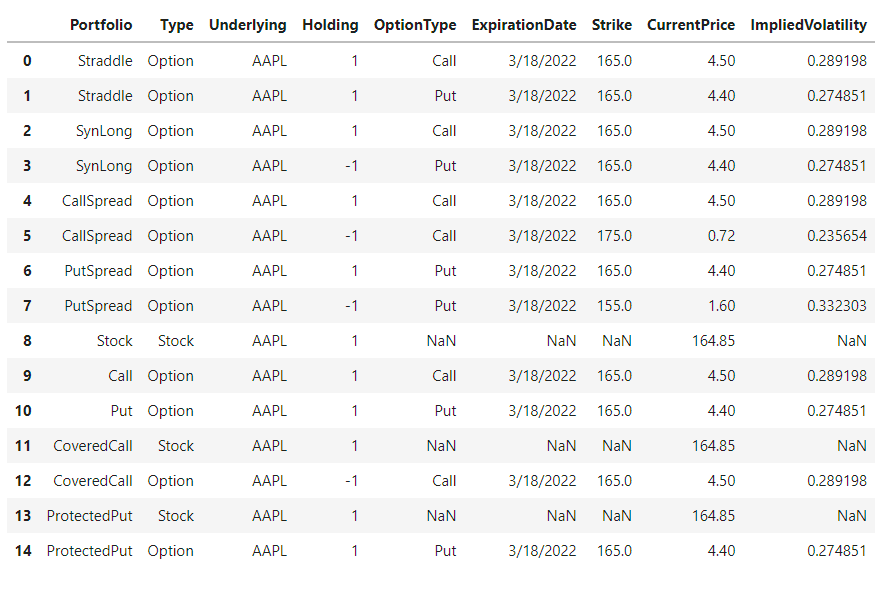 Portfolio Type Underlying Holding OptionType ExpirationDate Strike CurrentPrice ImpliedVolatility
0 Straddle Option AAPL 1 Call 3/18/2022 165.0 4.50 0.289198
1 Straddle Option AAPL 1 Put 3/18/2022 165.0 4.40 0.274851
2 SynLong Option AAPL 1 Call 3/18/2022 165.0 4.50 0.289198
3 SynLong Option AAPL -1 Put 3/18/2022 165.0 4.40 0.274851
4 CallSpread Option AAPL 1 Call 3/18/2022 165.0 4.50 0.289198
5 CallSpread Option AAPL -1 Call 3/18/2022 175.0 0.72 0.235654
6 PutSpread Option AAPL 1 Put 3/18/2022 165.0 4.40 0.274851
7 PutSpread Option AAPL -1 Put 3/18/2022 155.0 1.60 0.332303
8 Stock Stock AAPL 1 NaN NaN NaN 164.85 NaN
9 Call Option AAPL 1 Call 3/18/2022 165.0 4.50 0.289198
10 Put Option AAPL 1 Put 3/18/2022 165.0 4.40 0.274851
11 CoveredCall Stock AAPL 1 NaN NaN NaN 164.85 NaN
12 CoveredCall Option AAPL -1 Call 3/18/2022 165.0 4.50 0.289198
13 ProtectedPut Stock AAPL 1 NaN NaN NaN 164.85 NaN
14 ProtectedPut Option AAPL 1 Put 3/18/2022 165.0 4.40 0.274851